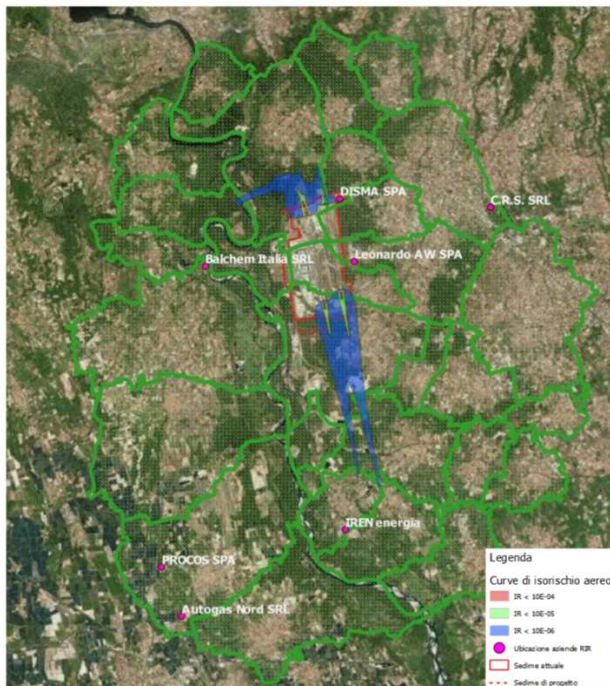 DISMA SPA
C.R.S. SRL
Balchem Italia SRL
Leonardo AW SPA
IREN energia
PROCOS SPA
Autogas Nord SRL
Legenda
Curve di isorischio aereo
IR < 10E-04
IR < 10E-05
IR < 10E-06
Ubicazione aziende RIR
Sedime attuale
Sedime di progetto